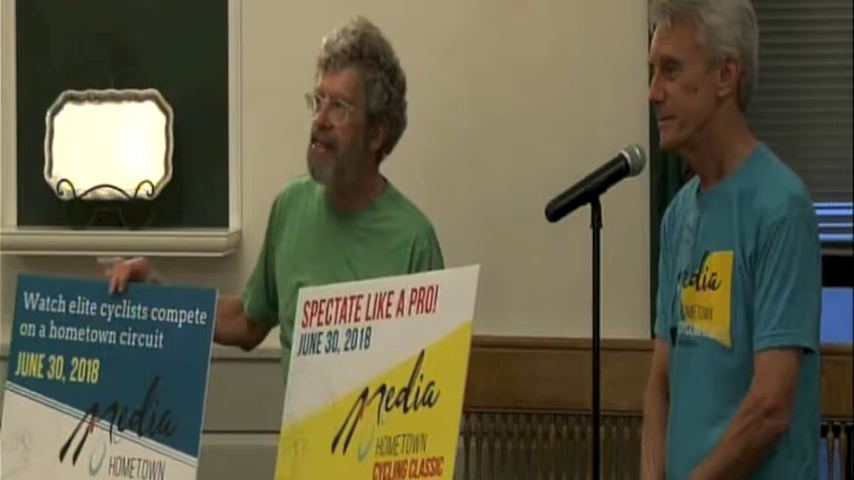 Watch elite cyclists compete
on a hometown circuit
JUNE 30, 2018
Media
HOMETOWN
SPECTATE LIKE A PRO!
JUNE 30, 2018
Media
HOMETOWN
CYCLING CLASSIC
Media
HOMETOWN